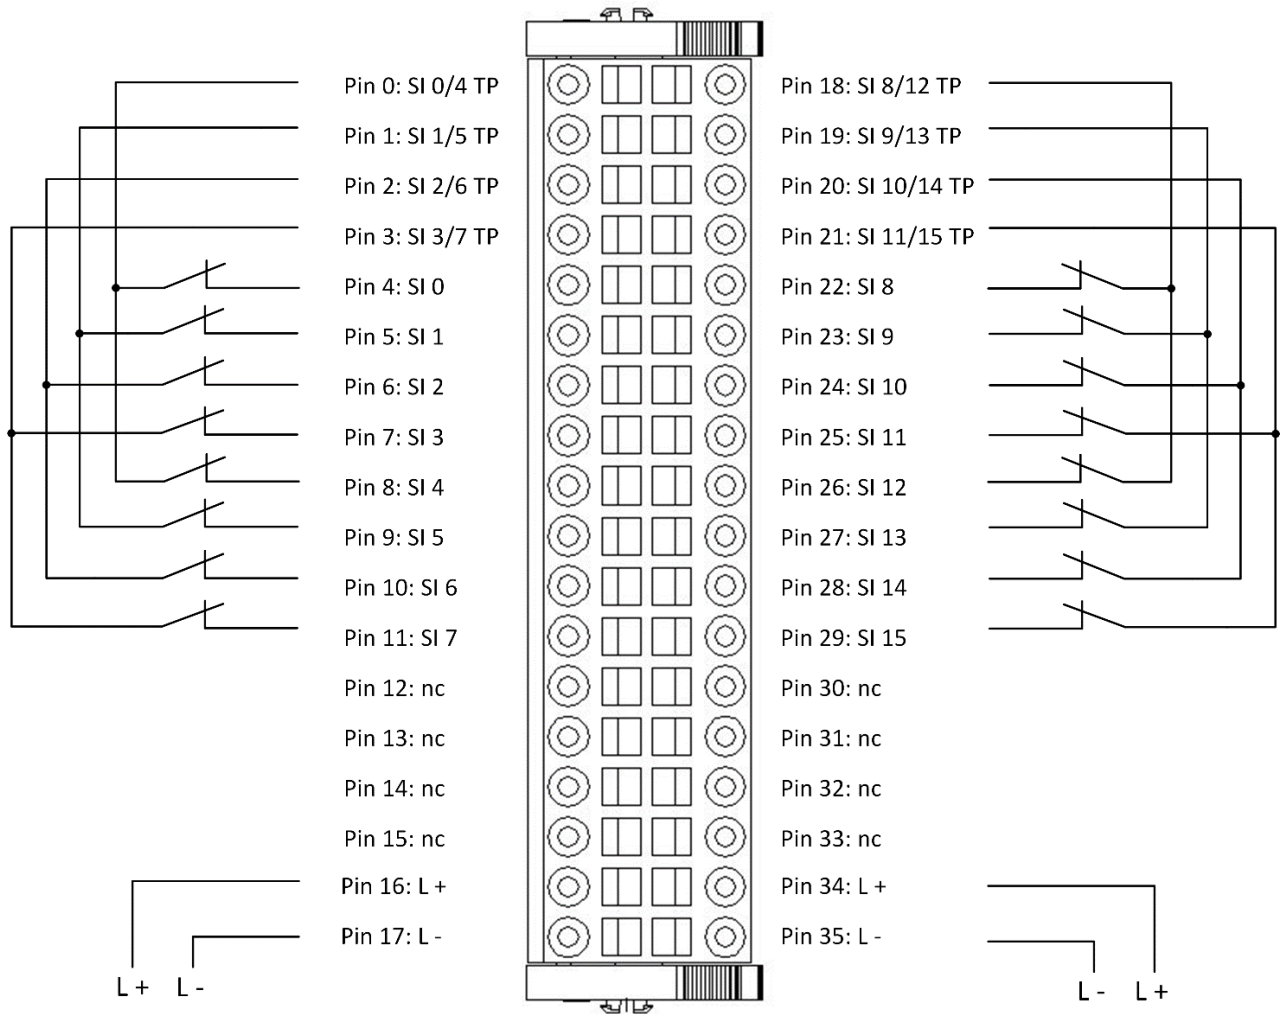 Pin 0: SI 0/4 TP
Pin 1: SI 1/5 TP
Pin 2: SI 2/6 TP
Pin 3: SI 3/7 TP
Pin 4: SI 0
Pin 5: SI 1
Pin 6: SI 2
Pin 7: SI 3
Pin 8: SI 4
Pin 9: SI 5
Pin 10: SI 6
Pin 11: SI 7
Pin 12: nc
Pin 13: nc
Pin 14: nc
Pin 15: nc
Pin 16: L +
Pin 17: L -
L + L -
Pin 18: SI 8/12 TP
Pin 19: SI 9/13 TP
Pin 20: SI 10/14 TP
Pin 21: SI 11/15 TP
Pin 22: SI 8
Pin 23: SI 9
Pin 24: SI 10
Pin 25: SI 11
Pin 26: SI 12
Pin 27: SI 13
Pin 28: SI 14
Pin 29: SI 15
Pin 30: nc
Pin 31: nc
Pin 32: nc
Pin 33: nc
Pin 34: L +
Pin 35: L -
L - L +